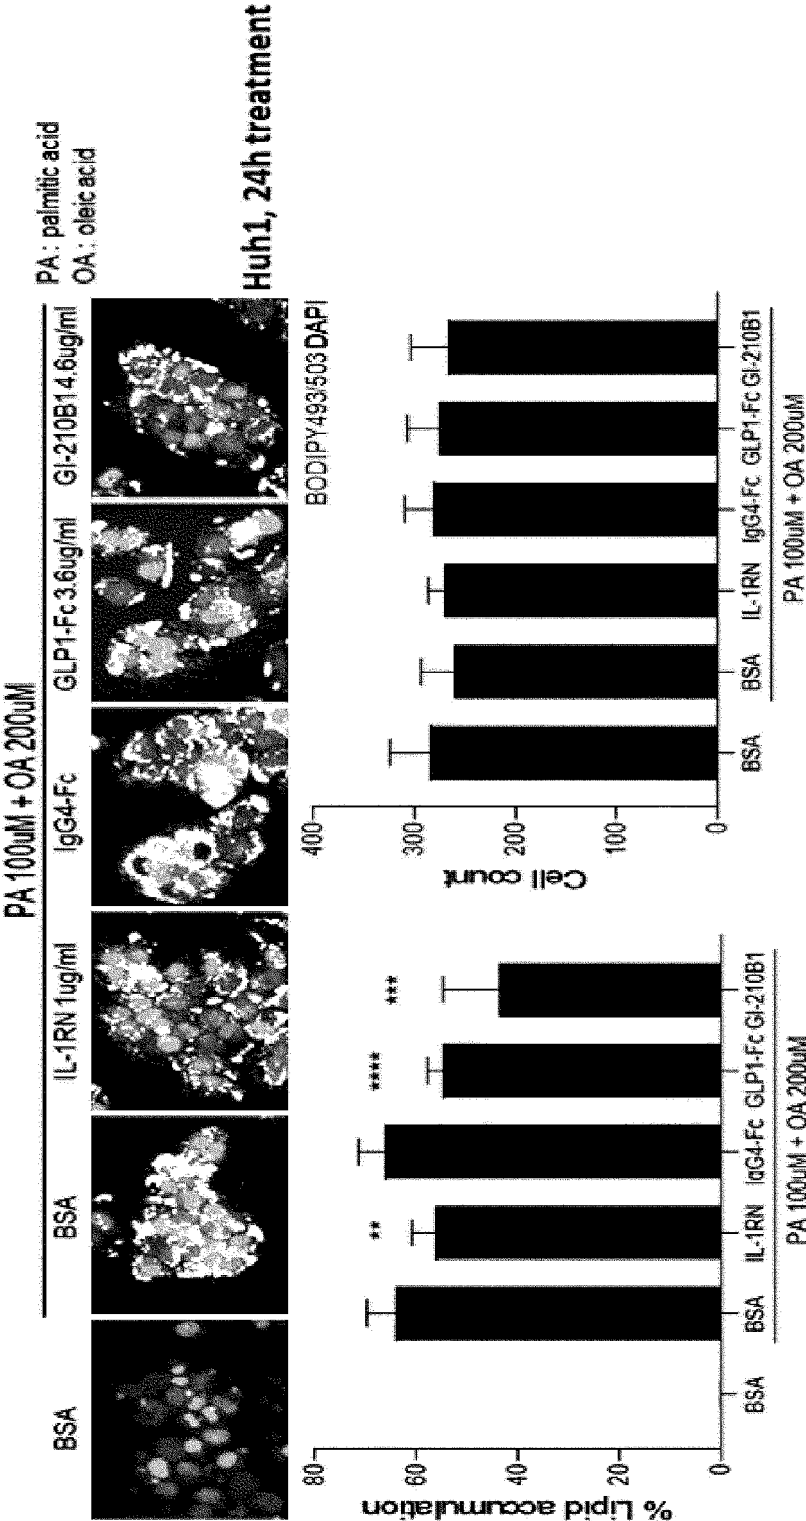 PA 100uM + OA 200uM
BSA BSA IL-1RN 1ug/ml IgG4-Fc GLP1-Fc 3.6ug/ml GI-210B1 4.6ug/ml
PA : palmitic acid
OA : oleic acid
BODIPY493/503 DAPI
Huh1, 24h treatment
% Lipid accumulation
80
60
40
20
0
** **** ***
BSA BSA IL-1RN IgG4-Fc GLP1-Fc GI-210B1
PA 100uM + OA 200uM
Cell count
400
300
200
100
0
BSA BSA IL-1RN IgG4-Fc GLP1-Fc GI-210B1
PA 100uM + OA 200uM